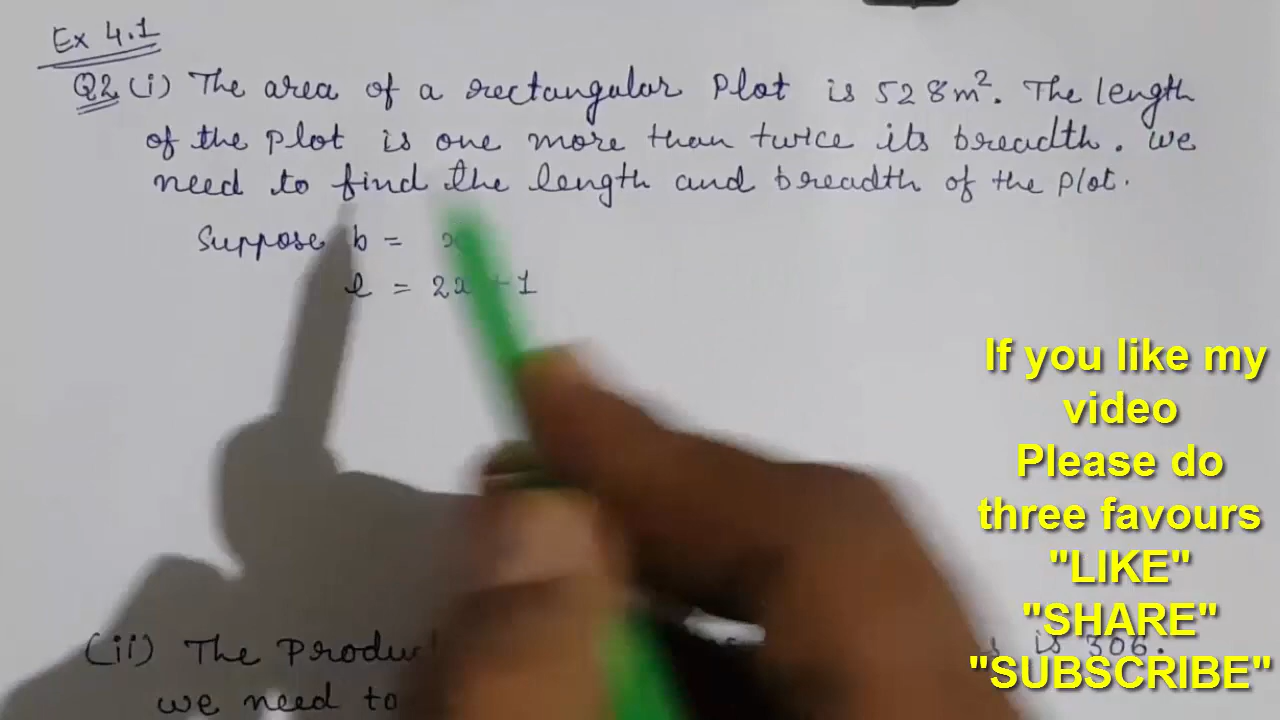 Ex 4.1
Q2 (i) The area of a rectangular Plot is 528m². The length
of the plot is one more than twice its breadth. we
need to find the length and breadth of the plot.
Suppose b = x
l = 2x + 1
(ii) The Produ is 306.
we need to
If you like my
video
Please do
three favours
"LIKE"
"SHARE"
"SUBSCRIBE"